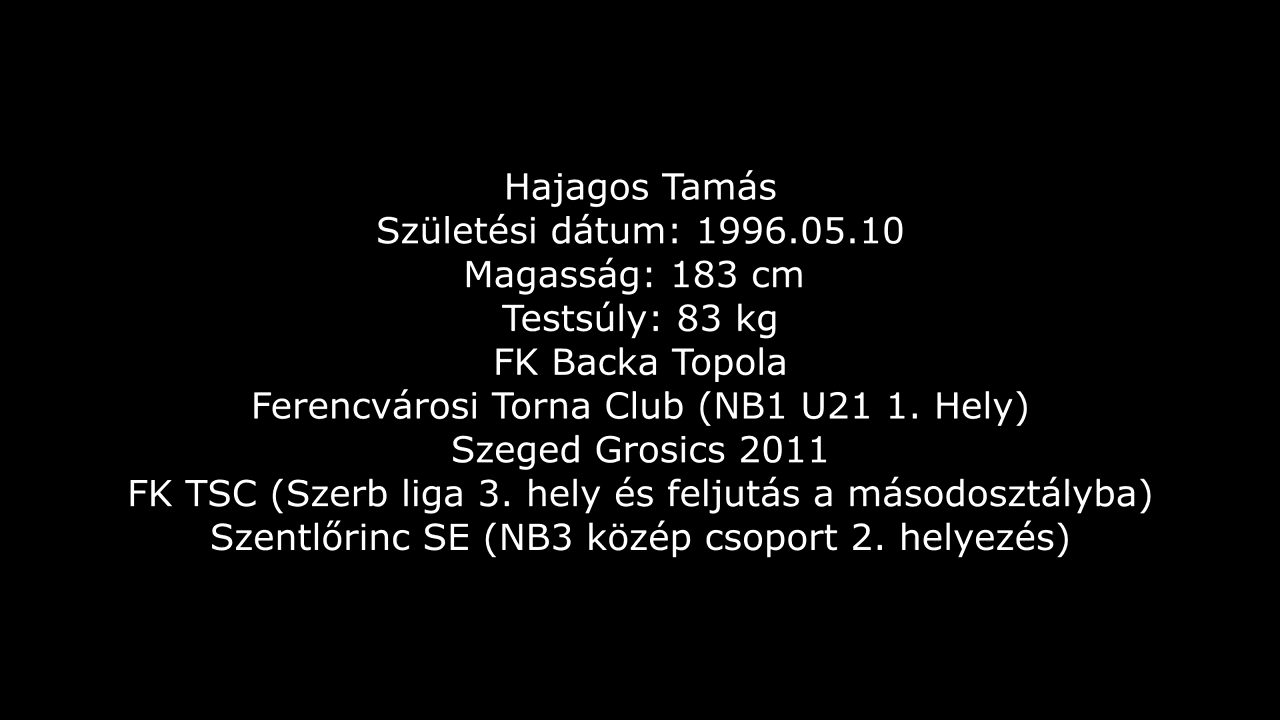 Hajagos Tamás
Születési dátum: 1996.05.10
Magasság: 183 cm
Testsúly: 83 kg
FK Backa Topola
Ferencvárosi Torna Club (NB1 U21 1. Hely)
Szeged Grosics 2011
FK TSC (Szerb liga 3. hely és feljutás a másodosztályba)
Szentlőrinc SE (NB3 közép csoport 2. helyezés)